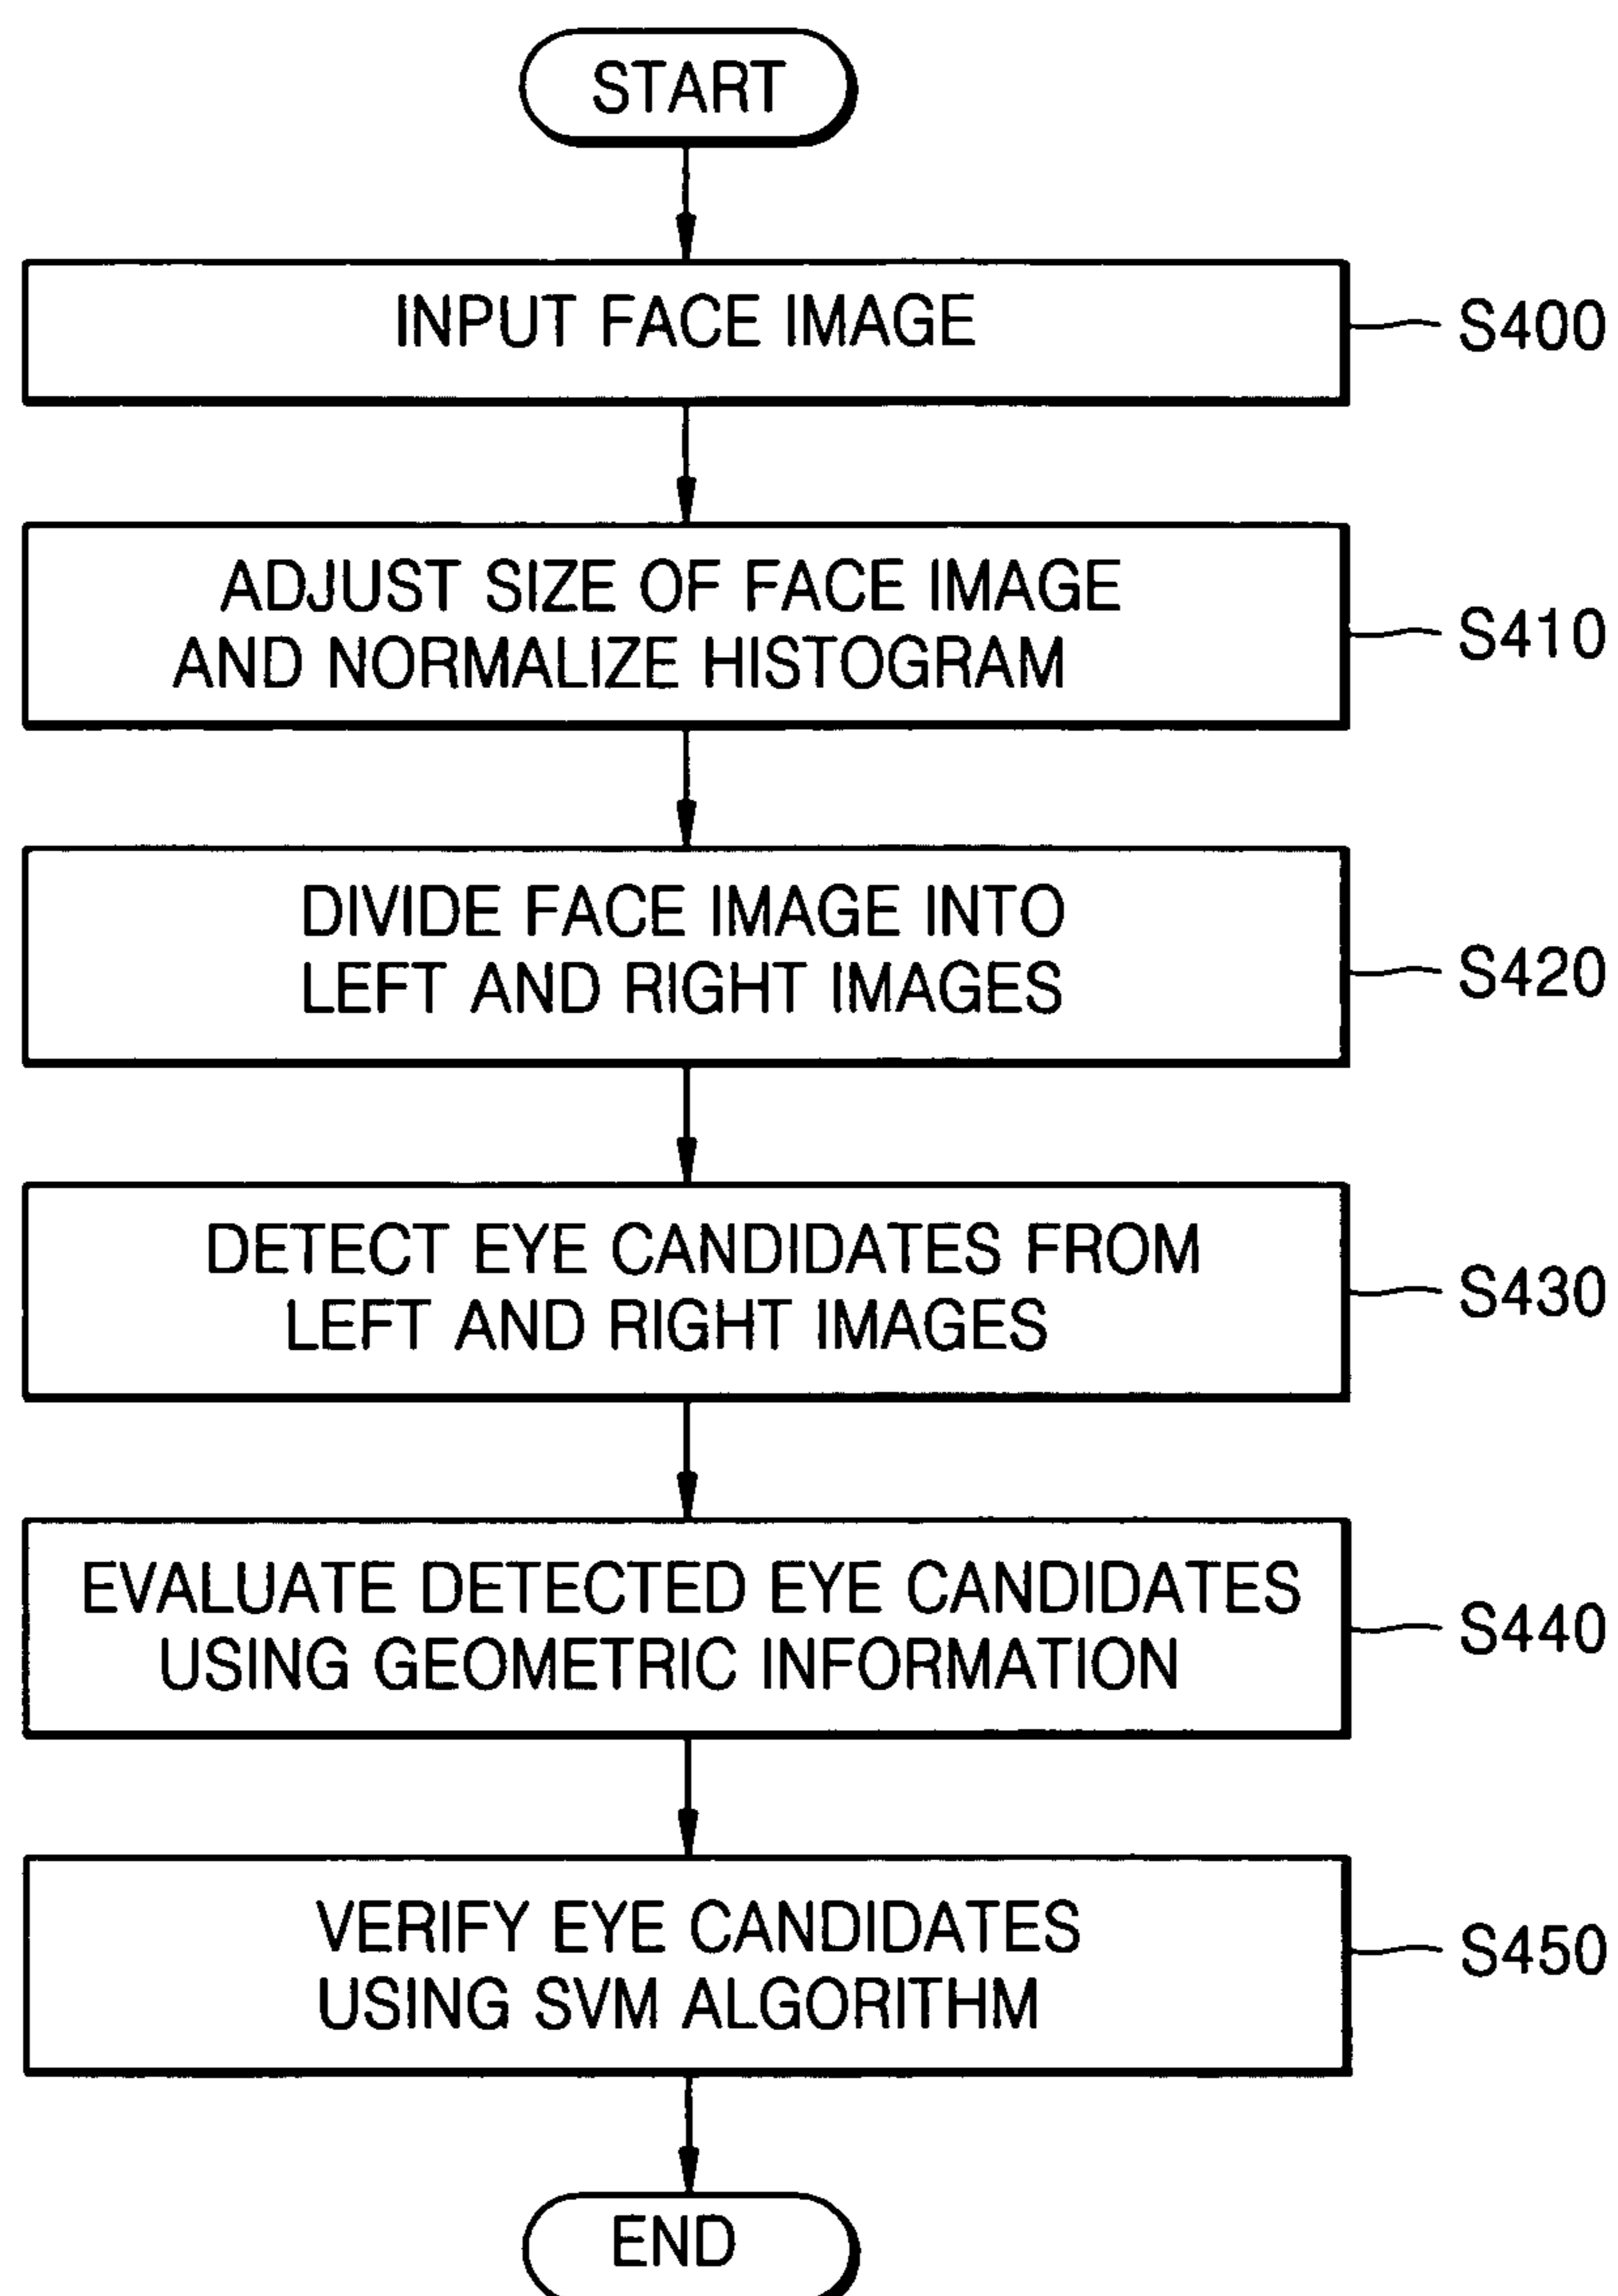 START
INPUT FACE IMAGE
S400
ADJUST SIZE OF FACE IMAGE
AND NORMALIZE HISTOGRAM
S410
DIVIDE FACE IMAGE INTO
LEFT AND RIGHT IMAGES
S420
DETECT EYE CANDIDATES FROM
LEFT AND RIGHT IMAGES
S430
EVALUATE DETECTED EYE CANDIDATES
USING GEOMETRIC INFORMATION
S440
VERIFY EYE CANDIDATES
USING SVM ALGORITHM
S450
END